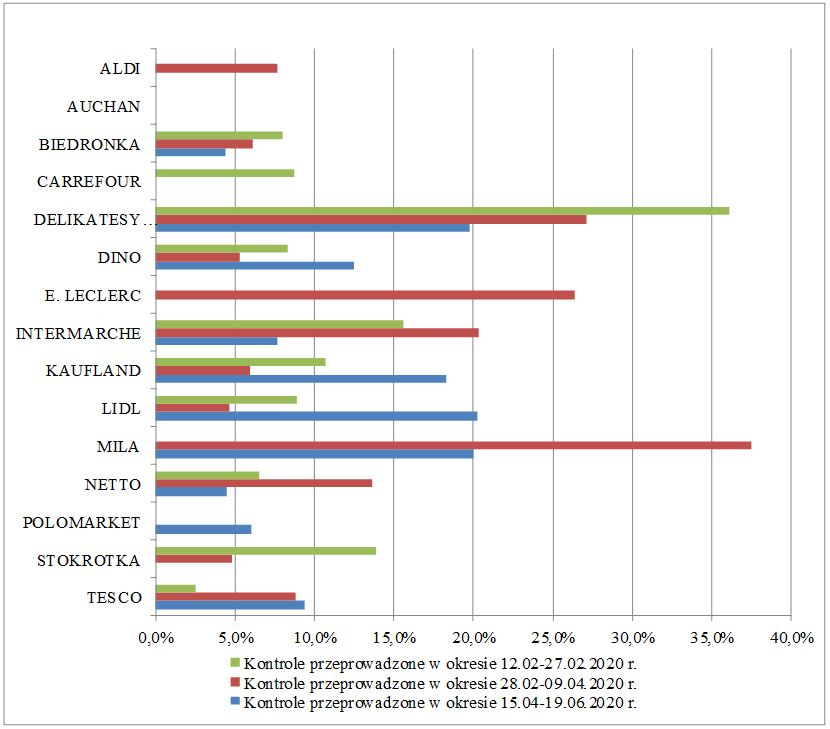 ALDI
AUCHAN
BIEDRONKA
CARREFOUR
DELIKATESY…
DINO
E. LECLERC
INTERMARCHE
KAUFLAND
LIDL
MILA
NETTO
POLOMARKET
STOKROTKA
TESCO
0,0% 5,0% 10,0% 15,0% 20,0% 25,0% 30,0% 35,0% 40,0%
Kontrole przeprowadzone w okresie 12.02-27.02.2020 r.
Kontrole przeprowadzone w okresie 28.02-09.04.2020 r.
Kontrole przeprowadzone w okresie 15.04-19.06.2020 r.